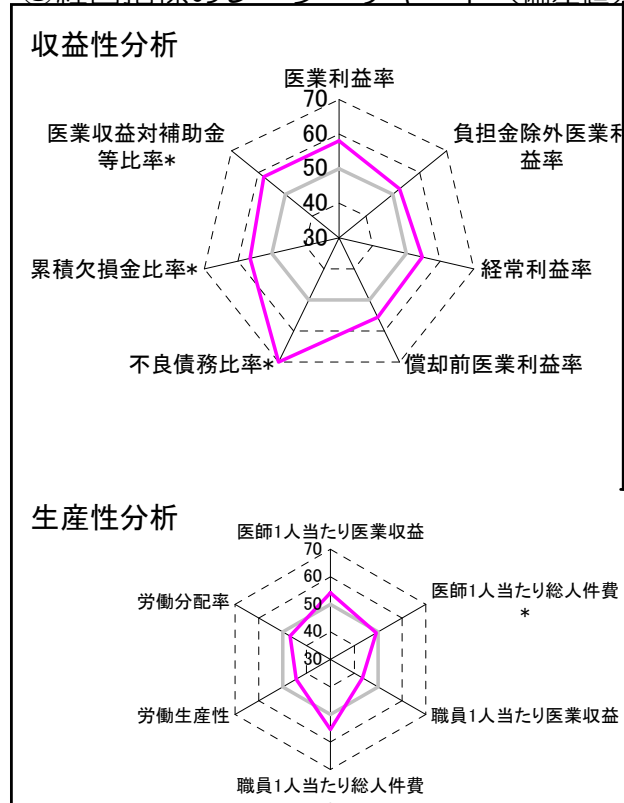 収益性分析
医業利益率
70
60
50
40
30
負担金除外医業利
益率
経常利益率
償却前医業利益率
不良債務比率*
累積欠損金比率*
医業収益対補助金
等比率*
生産性分析
医師1人当たり医業収益
70
60
50
40
30
医師1人当たり総人件費
*
職員1人当たり医業収益
職員1人当たり総人件費
労働生産性
労働分配率